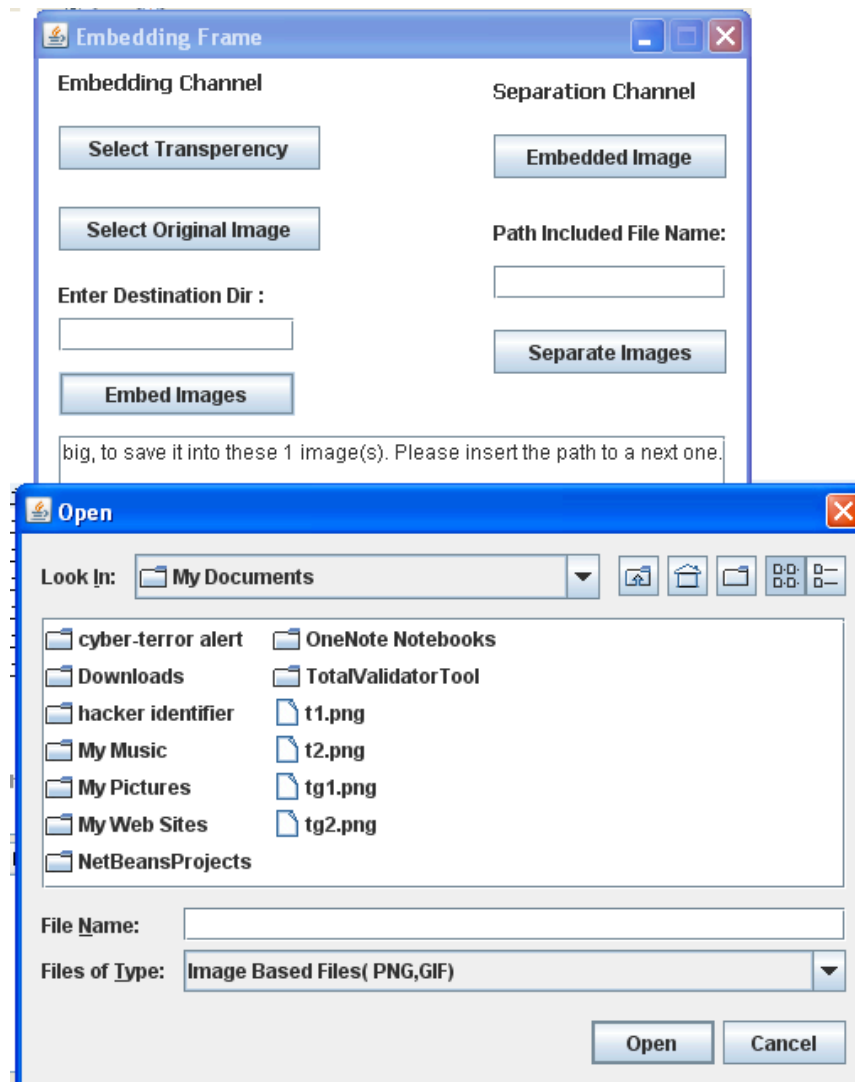 Embedding Frame
Embedding Channel
Separation Channel
Select Transperency
Embedded Image
Select Original Image
Path Included File Name:
Enter Destination Dir :
Separate Images
Embed Images
big, to save it into these 1 image(s). Please insert the path to a next one.
Open
Look In: My Documents
cyber-terror alert OneNote Notebooks
Downloads TotalValidatorTool
hacker identifier t1.png
My Music t2.png
My Pictures tg1.png
My Web Sites tg2.png
NetBeansProjects
File Name:
Files of Type: Image Based Files( PNG,GIF)
Open Cancel